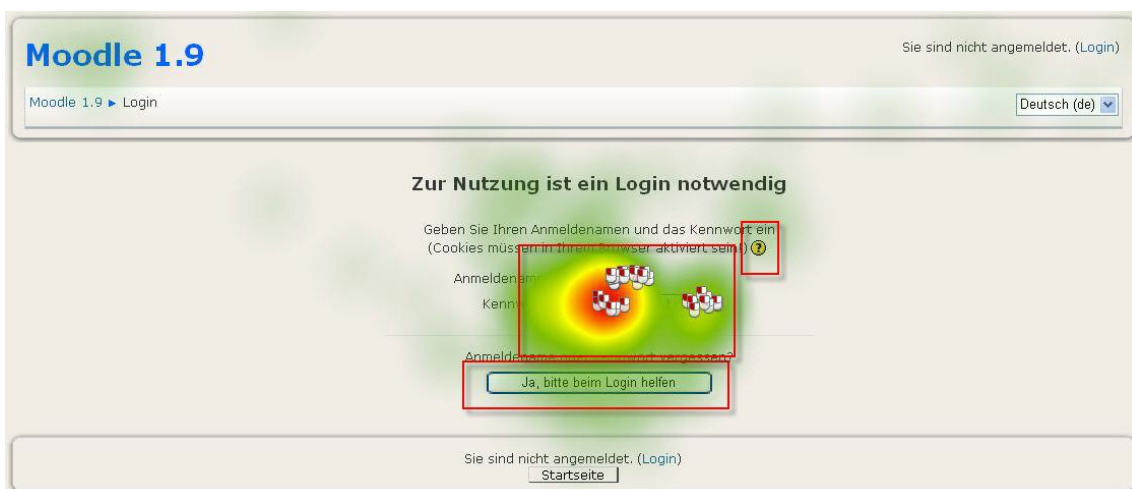 Moodle 1.9
Sie sind nicht angemeldet. (Login)
Moodle 1.9 ► Login
Deutsch (de)
Zur Nutzung ist ein Login notwendig
Geben Sie Ihren Anmeldenamen und das Kennwort ein
(Cookies müssen in Ihrem Browser aktiviert sein!)
Kennw
Anmeldename vergessen?
Ja, bitte beim Login helfen
Sie sind nicht angemeldet. (Login)
Startseite